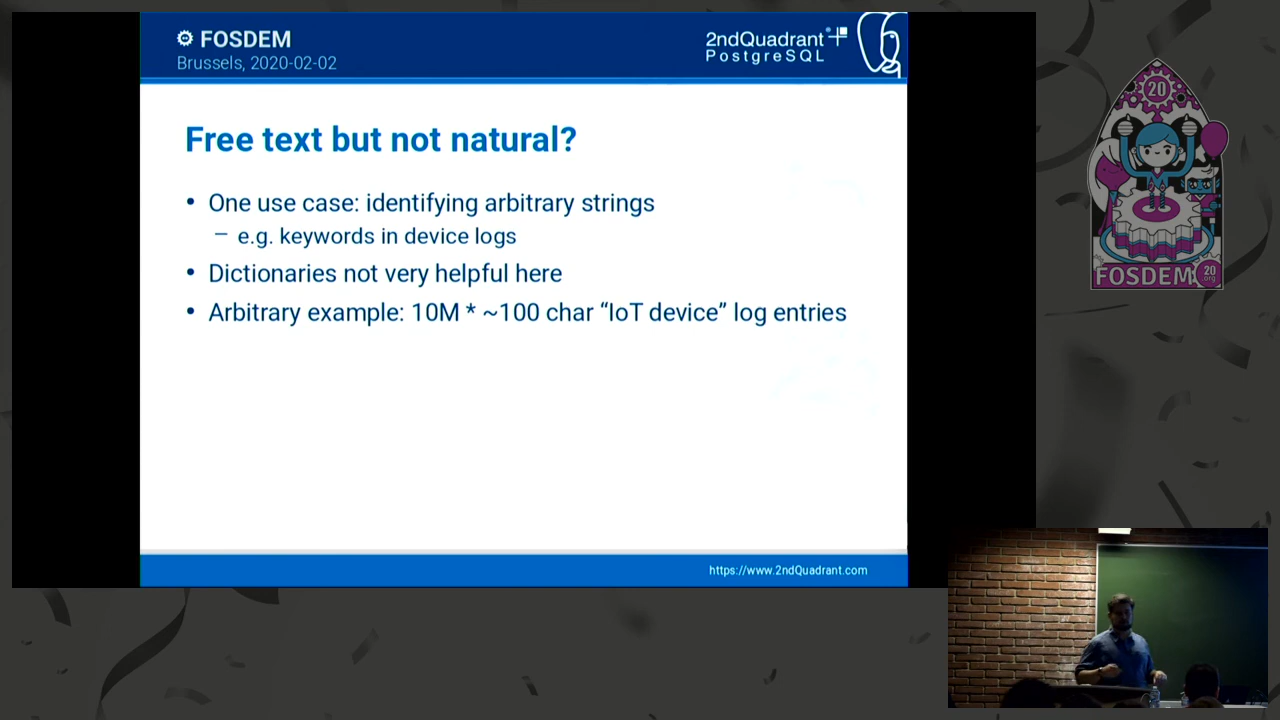 FOSDEM
Brussels, 2020-02-02
2ndQuadrant
PostgreSQL
Free text but not natural?
• One use case: identifying arbitrary strings
– e.g. keywords in device logs
• Dictionaries not very helpful here
• Arbitrary example: 10M * ~100 char “IoT device” log entries
https://www.2ndQuadrant.com
20
FOSDEM
20
.org